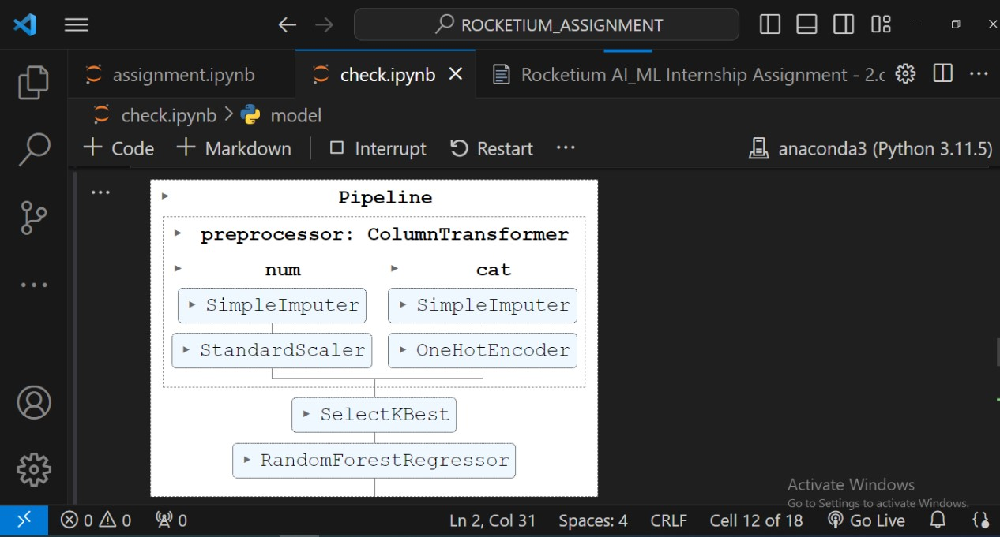 ROCKETIUM_ASSIGNMENT
assignment.ipynb
check.ipynb
Rocketium AI_ML Internship Assignment - 2.c
check.ipynb > model
+ Code + Markdown Interrupt Restart ... anaconda3 (Python 3.11.5)
Pipeline
preprocessor: ColumnTransformer
num cat
SimpleImputer SimpleImputer
StandardScaler OneHotEncoder
SelectKBest
RandomForestRegressor
Activate Windows
Go to Settings to activate Windows.
0 0 0 Ln 2, Col 31 Spaces: 4 CRLF Cell 12 of 18 Go Live